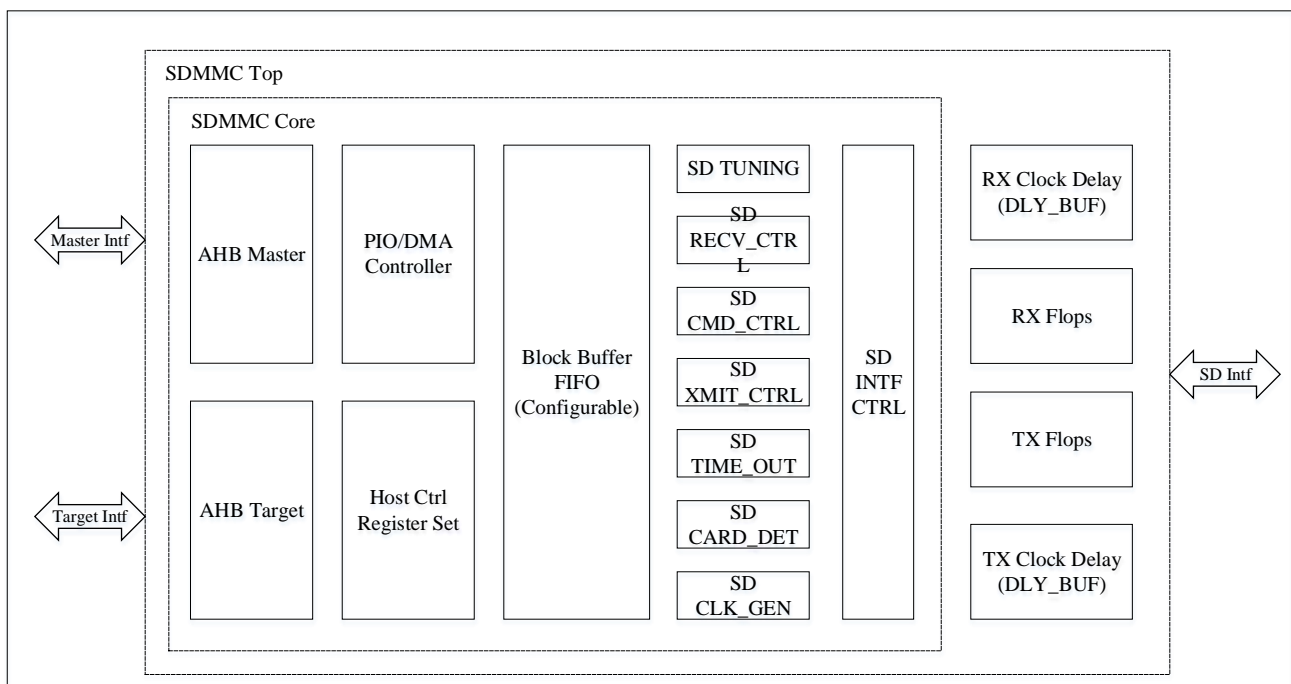 SDMMC Top
SDMMC Core
Master Intf
Target Intf
AHB Master
AHB Target
PIO/DMA
Controller
Host Ctrl
Register Set
Block Buffer
FIFO
(Configurable)
SD TUNING
SD
RECV_CTR
L
SD
CMD_CTRL
SD
XMIT_CTRL
SD
TIME_OUT
SD
CARD_DET
SD
CLK_GEN
SD
INTF
CTRL
RX Clock Delay
(DLY_BUF)
RX Flops
TX Flops
TX Clock Delay
(DLY_BUF)
SD Intf